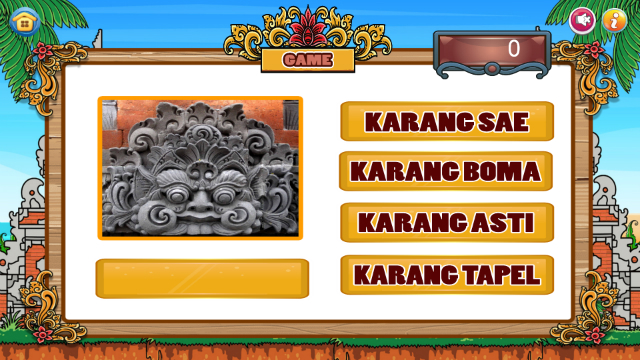 GAME
0
KARANG SAE
KARANG BOMA
KARANG ASTI
KARANG TAPEL